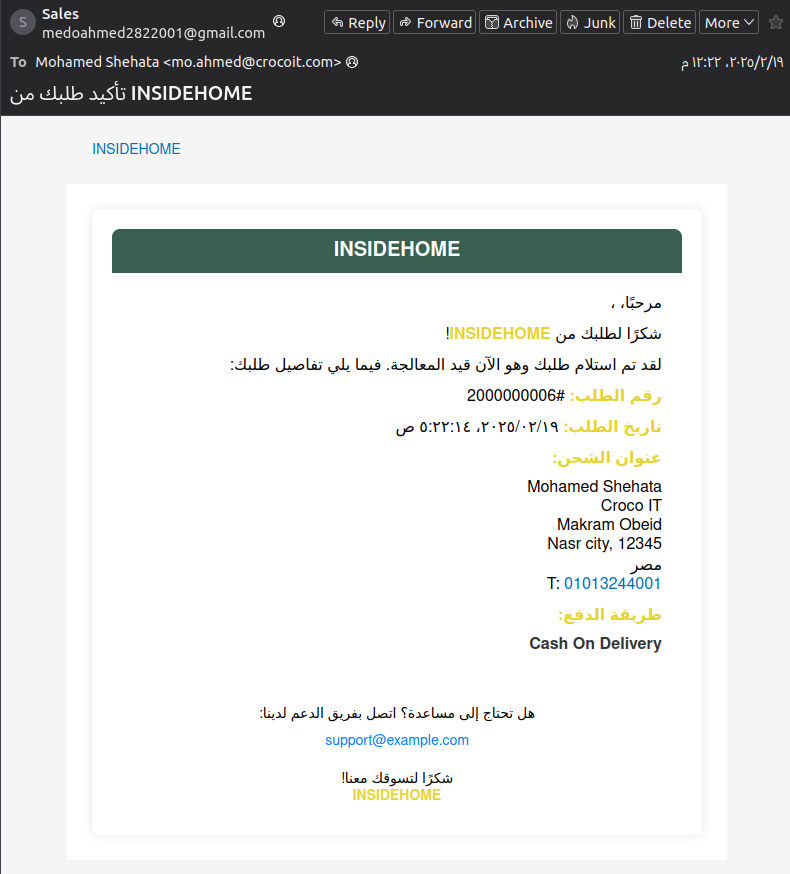 S
Sales
medoahmed2822001@gmail.com
Reply Forward Archive Junk Delete More
To Mohamed Shehata <mo.ahmed@crocoit.com>
٢٠٢٥/٢/١٩، ١٢:٢٢ م
تأكيد طلبك من INSIDEHOME
INSIDEHOME
INSIDEHOME
مرحبًا، ،
شكرًا لطلبك من INSIDEHOME!
لقد تم استلام طلبك وهو الآن قيد المعالجة. فيما يلي تفاصيل طلبك:
رقم الطلب: #2000000006
تاريخ الطلب: ٢٠٢٥/٠٢/١٩، ٥:٢٢:١٤ ص
عنوان الشحن:
Mohamed Shehata
Croco IT
Makram Obeid
Nasr city, 12345
مصر
T: 01013244001
طريقة الدفع:
Cash On Delivery
هل تحتاج إلى مساعدة؟ اتصل بفريق الدعم لدينا:
support@example.com
شكرًا لتسوقك معنا!
INSIDEHOME